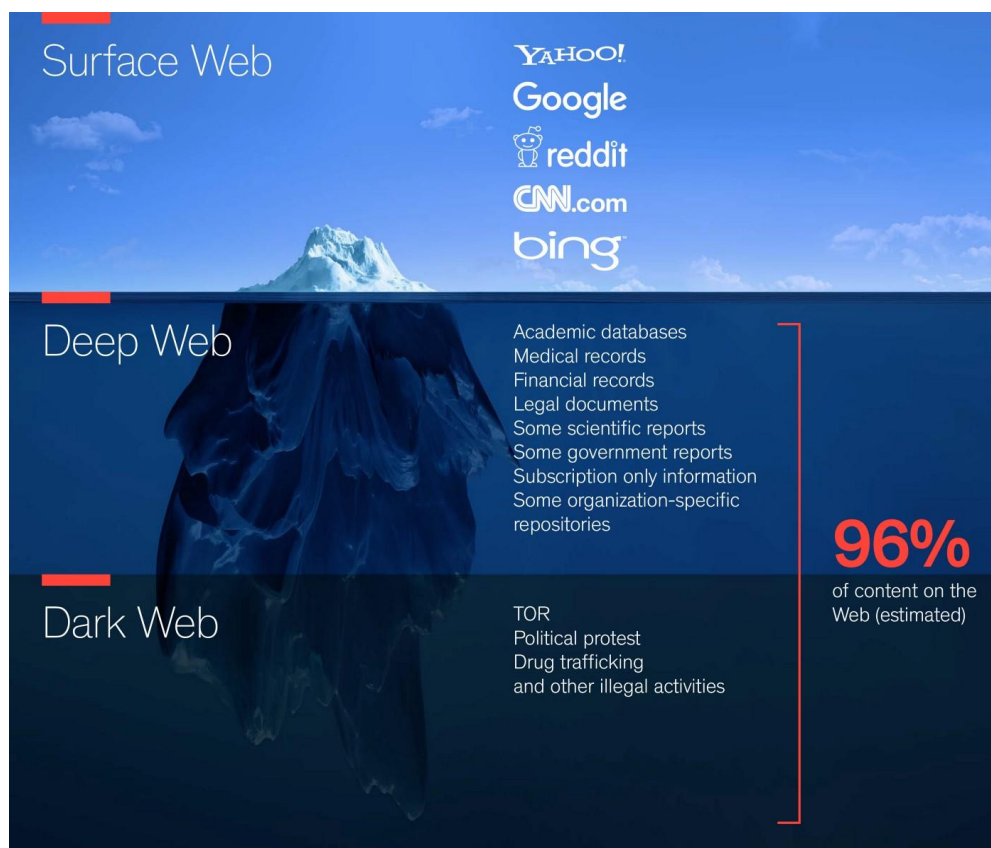 Surface Web
YAHOO!
Google
reddit
CNN.com
bing
Deep Web
Academic databases
Medical records
Financial records
Legal documents
Some scientific reports
Some government reports
Subscription only information
Some organization-specific
repositories
96%
of content on the
Web (estimated)
Dark Web
TOR
Political protest
Drug trafficking
and other illegal activities